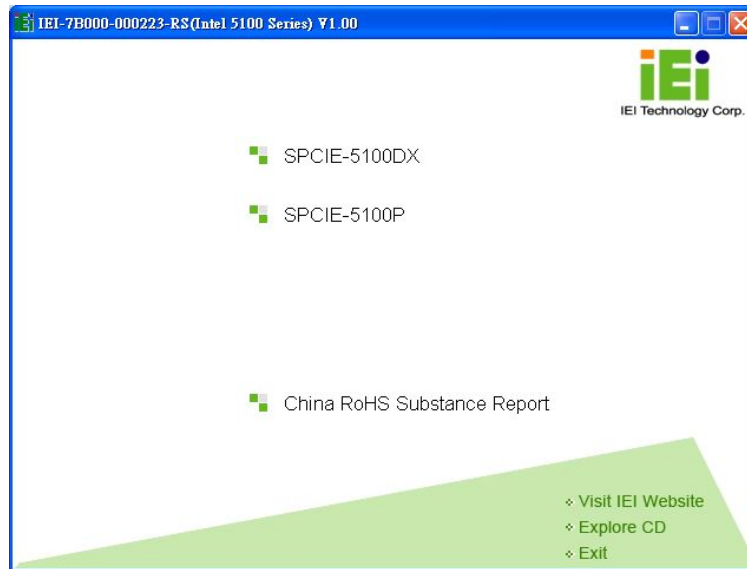 IEI-7B000-000223-RS(Intel 5100 Series) V1.00
iEi
IEI Technology Corp.
SPCIE-5100DX
SPCIE-5100P
China RoHS Substance Report
Visit IEI Website
Explore CD
Exit